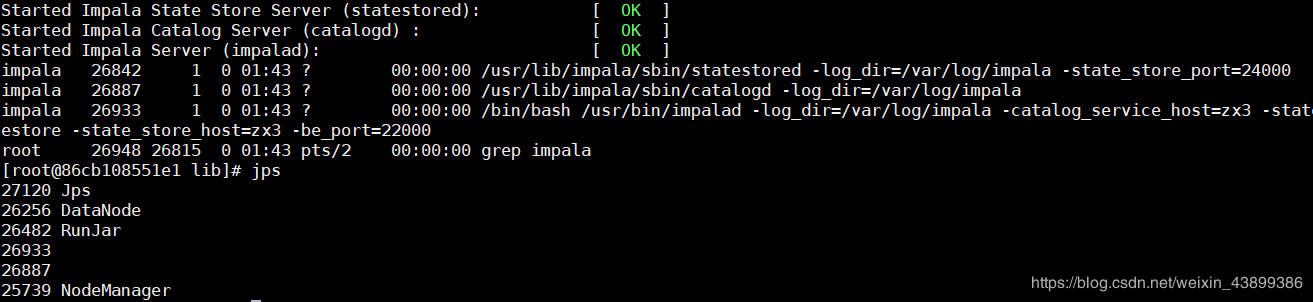 Started Impala State Store Server (statestored):           [  OK  ]
Started Impala Catalog Server (catalogd) :                 [  OK  ]
Started Impala Server (impalad):                           [  OK  ]
impala   26842     1  0 01:43 ?        00:00:00 /usr/lib/impala/sbin/statestored -log_dir=/var/log/impala -state_store_port=24000
impala   26887     1  0 01:43 ?        00:00:00 /usr/lib/impala/sbin/catalogd -log_dir=/var/log/impala
impala   26933     1  0 01:43 ?        00:00:00 /bin/bash /usr/bin/impalad -log_dir=/var/log/impala -catalog_service_host=zx3 -stat
estore -state_store_host=zx3 -be_port=22000
root     26948 26815  0 01:43 pts/2    00:00:00 grep impala
[root@86cb108551e1 lib]# jps
27120 Jps
26256 DataNode
26482 RunJar
26933
26887
25739 NodeManager
https://blog.csdn.net/weixin_43899386